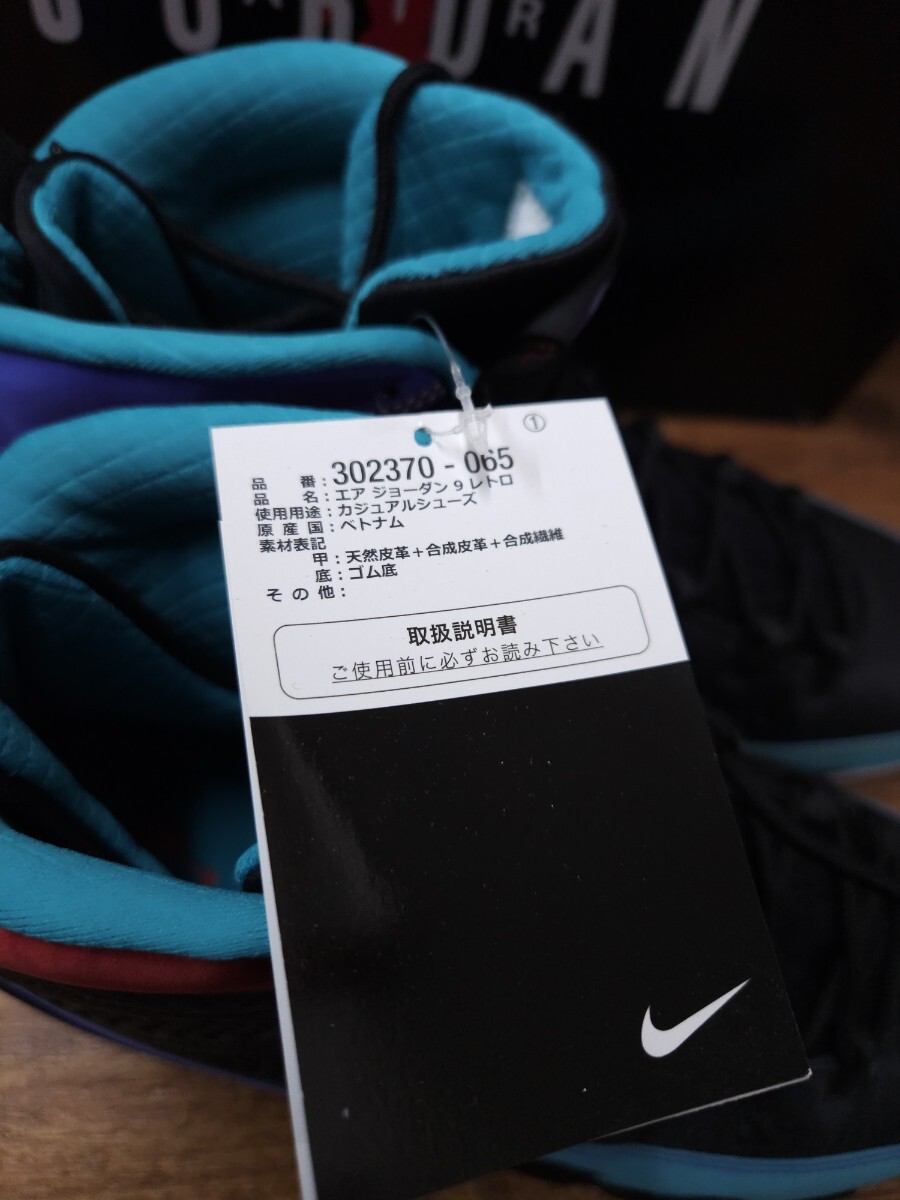 JORDAN
①
品 番：302370 - 065
品 名：エア ジョーダン 9 レトロ
使用用途：カジュアルシューズ
原 産 国：ベトナム
素材表記
甲：天然皮革＋合成皮革＋合成繊維
底：ゴム底
そ の 他：
取扱説明書
ご使用前に必ずお読み下さい